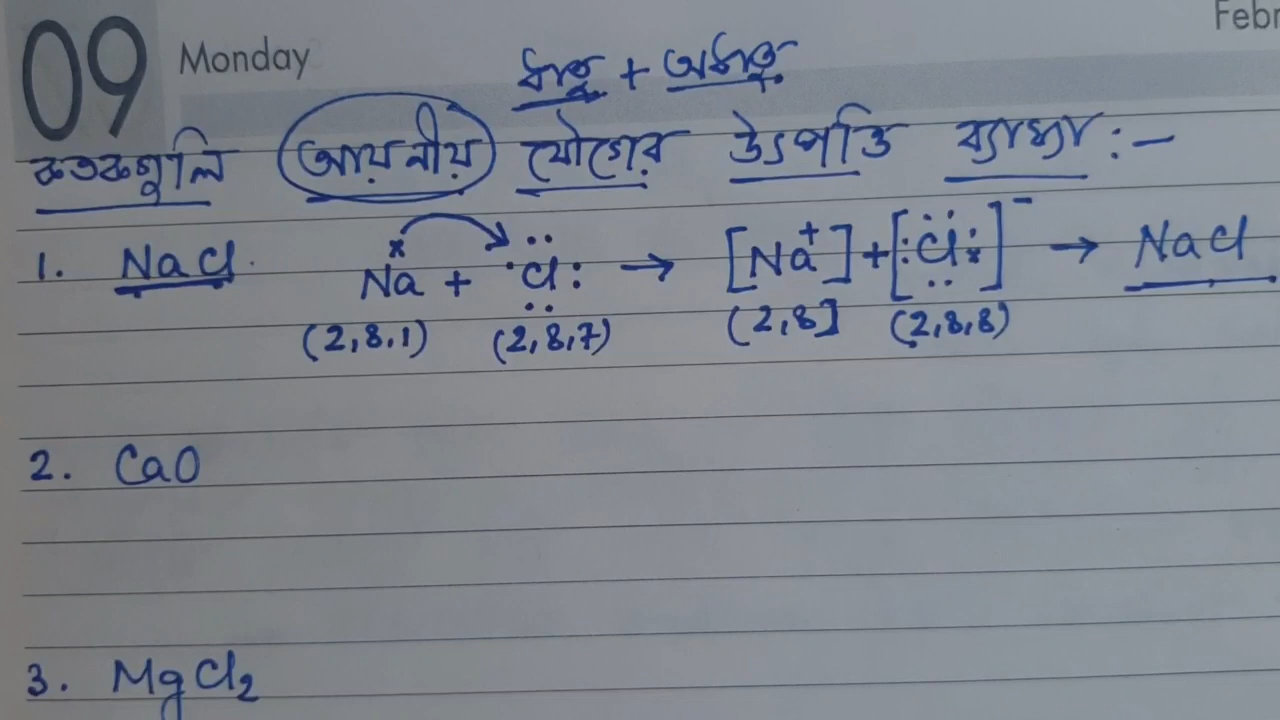 09 Monday Febr
ধাতু + অধাতু
কতকগুলি আয়নীয় যৌগের উৎপত্তি ব্যাখ্যা :-
1. NaCl. Na + Cl → [Na⁺] + [Cl]⁻ → NaCl
(2,8,1) (2,8,7) (2,8] (2,8,8)
2. CaO
3. MgCl₂